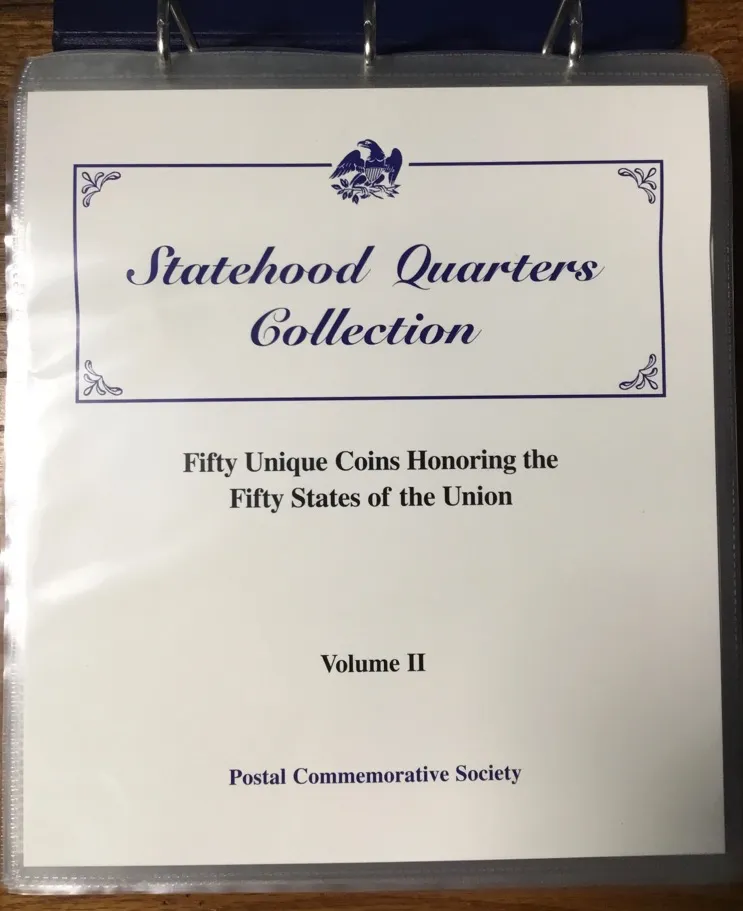 Statehood Quarters
Collection
Fifty Unique Coins Honoring the
Fifty States of the Union
Volume II
Postal Commemorative Society